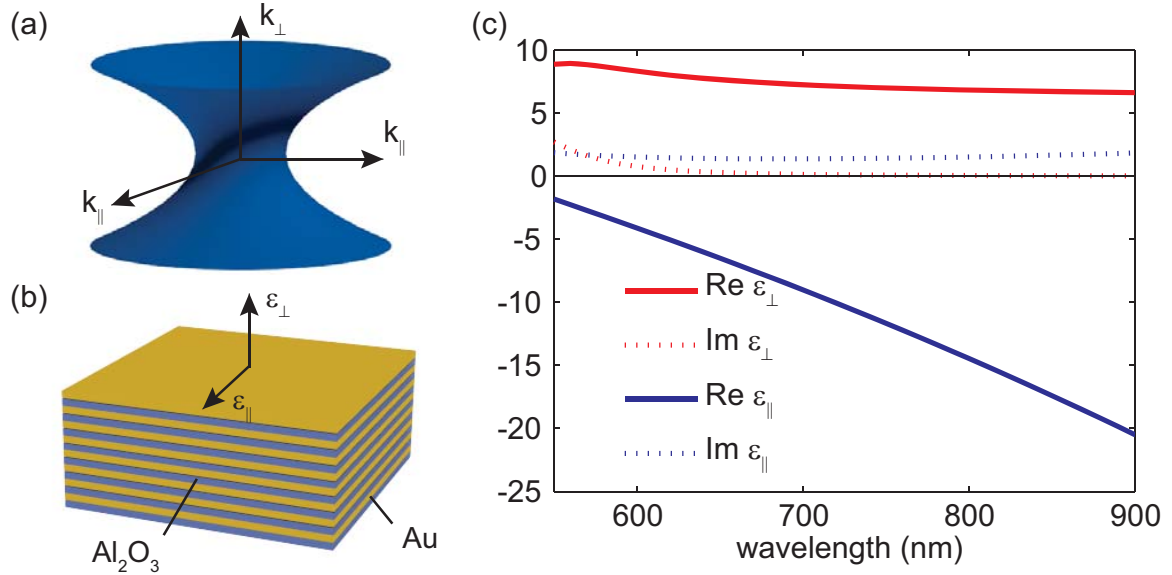 (a)
k⊥
k∥
k∥
(b)
ε⊥
ε∥
Al₂O₃
Au
(c)
10
5
0
-5
-10
-15
-20
-25
600 700 800 900
wavelength (nm)
Re ε⊥
Im ε⊥
Re ε∥
Im ε∥